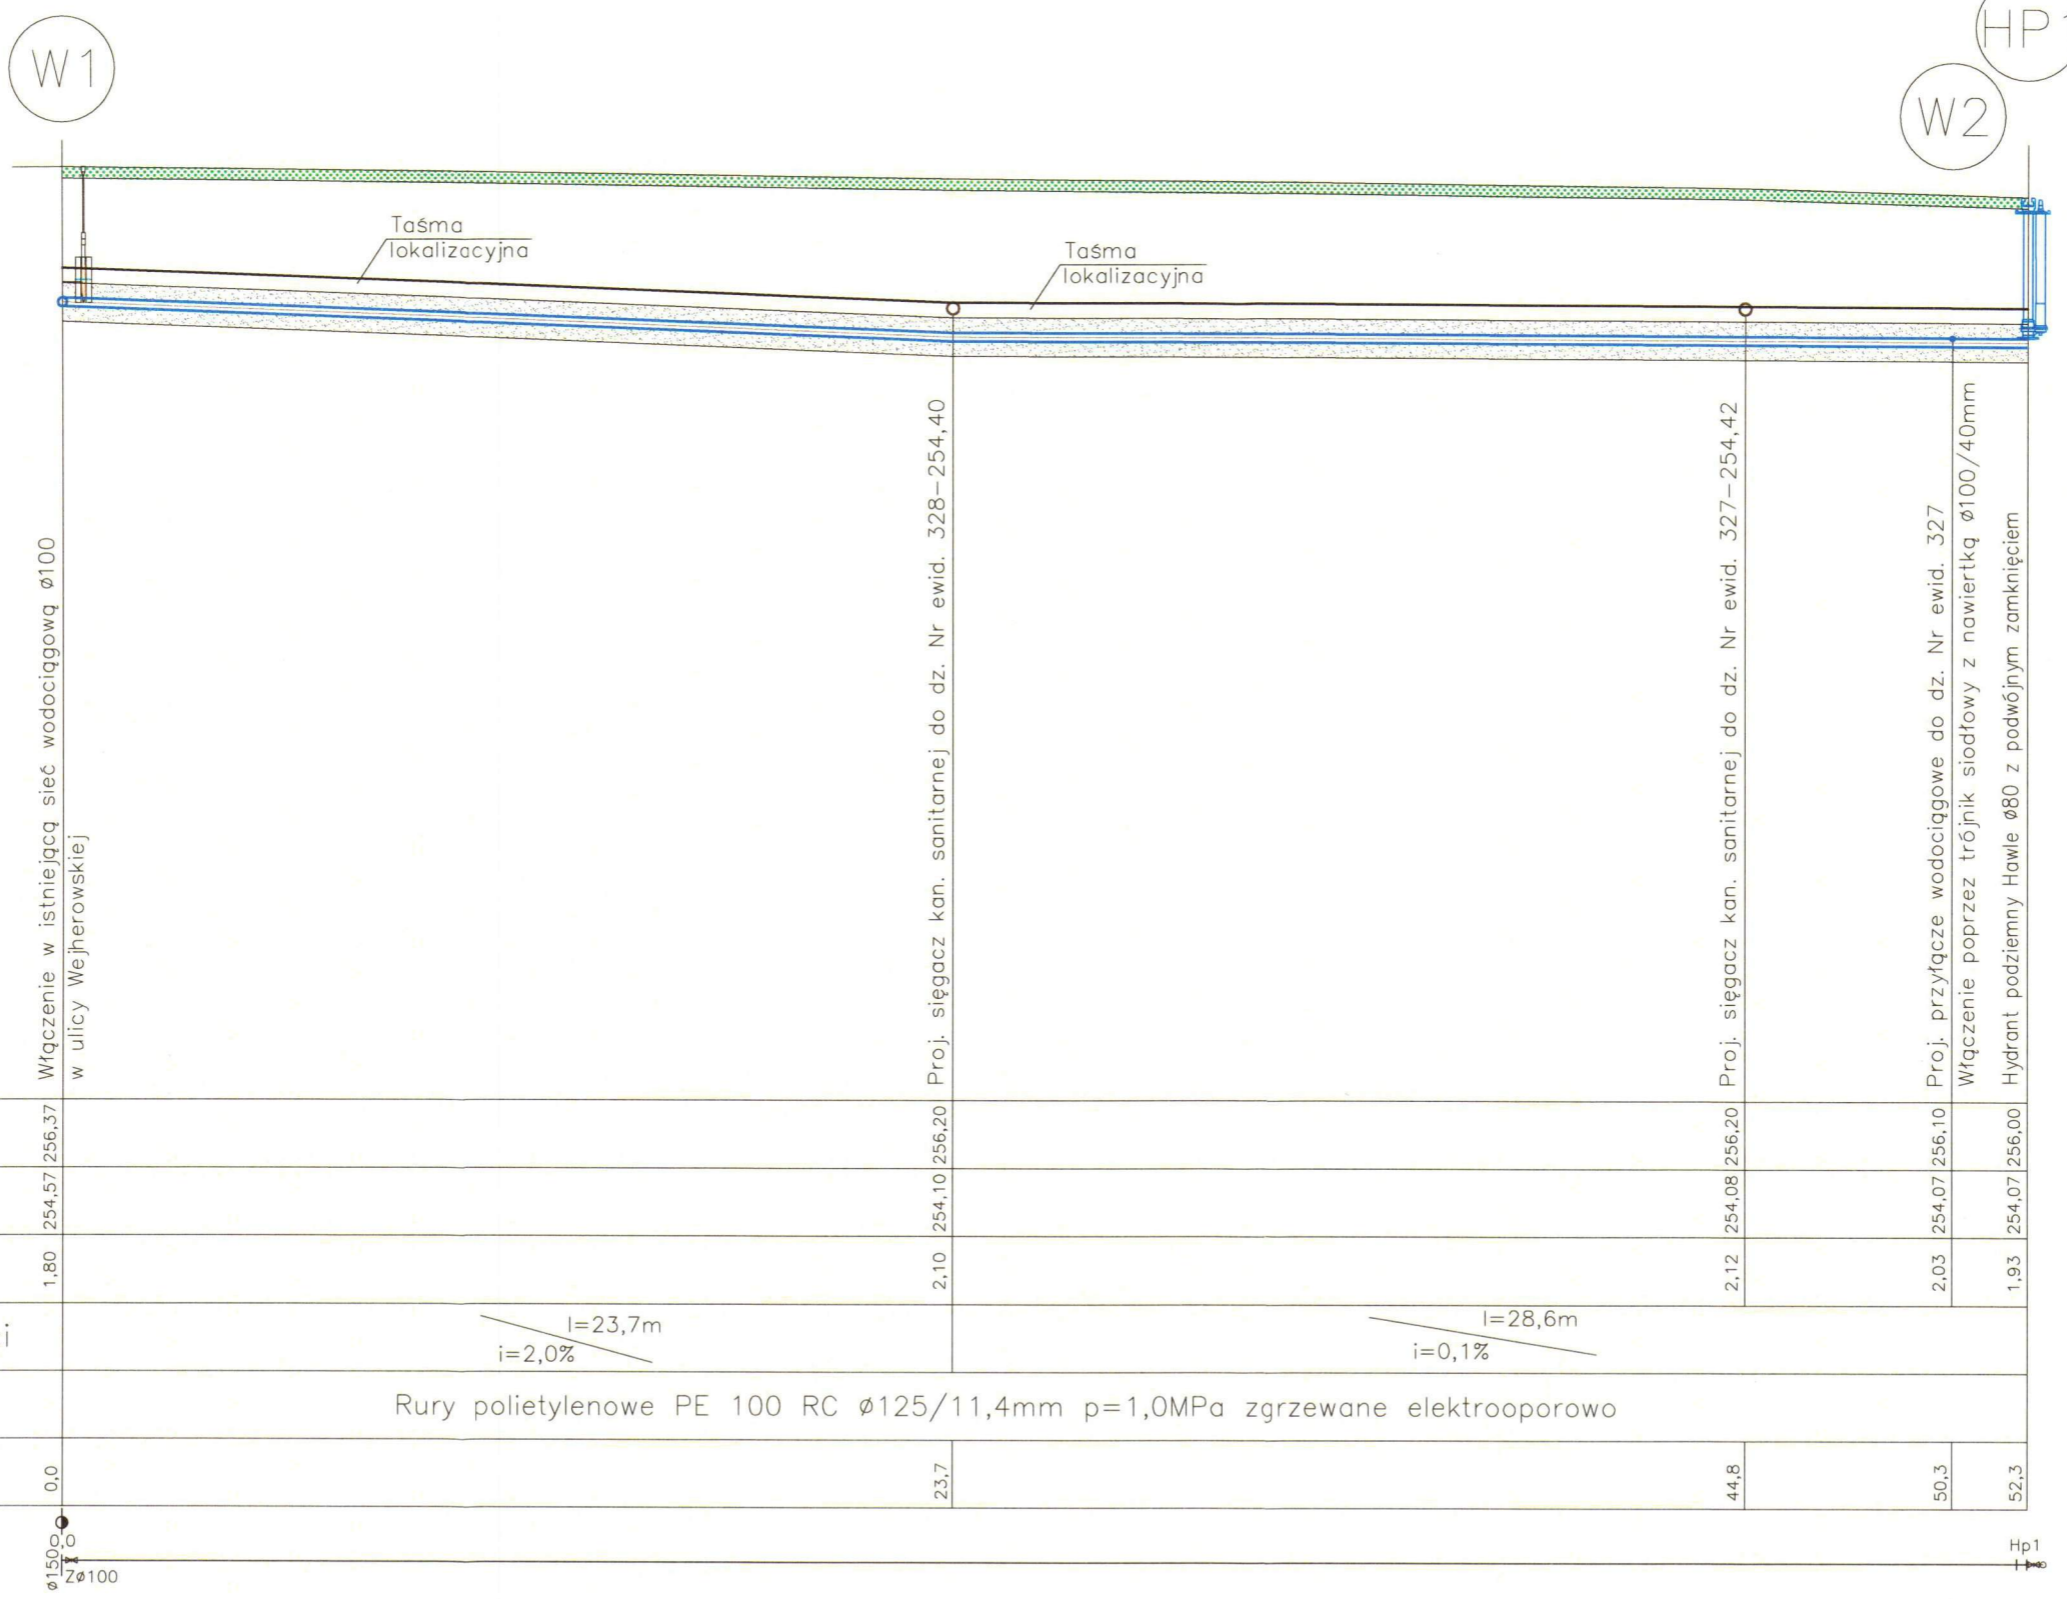 W1
HP1
W2
Taśma
lokalizacyjna
Taśma
lokalizacyjna
Włączenie w istniejącą sieć wodociągową ø100
w ulicy Wejherowskiej
Proj. sięgacz kan. sanitarnej do dz. Nr ewid. 328-254,40
Proj. sięgacz kan. sanitarnej do dz. Nr ewid. 327-254,42
Proj. przyłącze wodociągowe do dz. Nr ewid. 327
Włączenie poprzez trójnik siodłowy z nawiertką ø100/40mm
Hydrant podziemny Hawle ø80 z podwójnym zamknięciem
256,37 256,20 256,20 256,10 256,00
254,57 254,10 254,08 254,07 254,07
1,80 2,10 2,12 2,03 1,93
i
l=23,7m
i=2,0%
l=28,6m
i=0,1%
Rury polietylenowe PE 100 RC ø125/11,4mm p=1,0MPa zgrzewane elektrooporowo
0,0 23,7 44,8 50,3 52,3
0,0
ø150
Zø100
Hp1